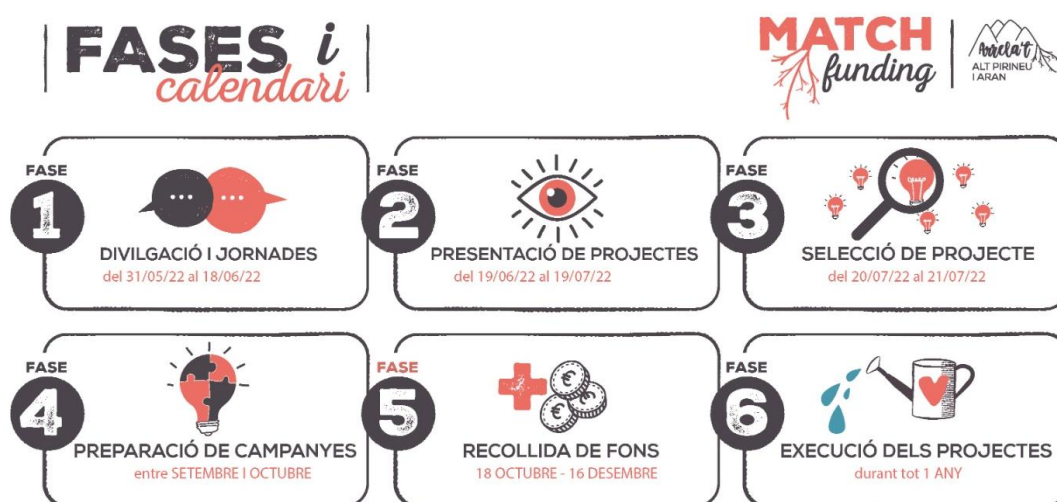 FASES i
calendari
MATCH
funding
Arrela't
ALT PIRINEU
I ARAN
FASE
1
DIVILGACIÓ I JORNADES
del 31/05/22 al 18/06/22
FASE
2
PRESENTACIÓ DE PROJECTES
del 19/06/22 al 19/07/22
FASE
3
SELECCIÓ DE PROJECTE
del 20/07/22 al 21/07/22
FASE
4
PREPARACIÓ DE CAMPANYES
entre SETEMBRE I OCTUBRE
FASE
5
RECOLLIDA DE FONS
18 OCTUBRE - 16 DESEMBRE
FASE
6
EXECUCIÓ DELS PROJECTES
durant tot 1 ANY